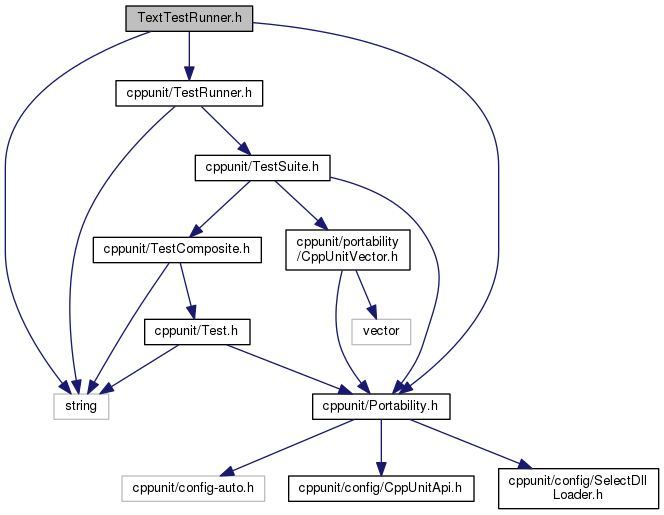 TextTestRunner.h
cppunit/TestRunner.h
cppunit/TestSuite.h
cppunit/TestComposite.h
cppunit/portability
/CppUnitVector.h
cppunit/Test.h
vector
string
cppunit/Portability.h
cppunit/config-auto.h
cppunit/config/CppUnitApi.h
cppunit/config/SelectDll
Loader.h